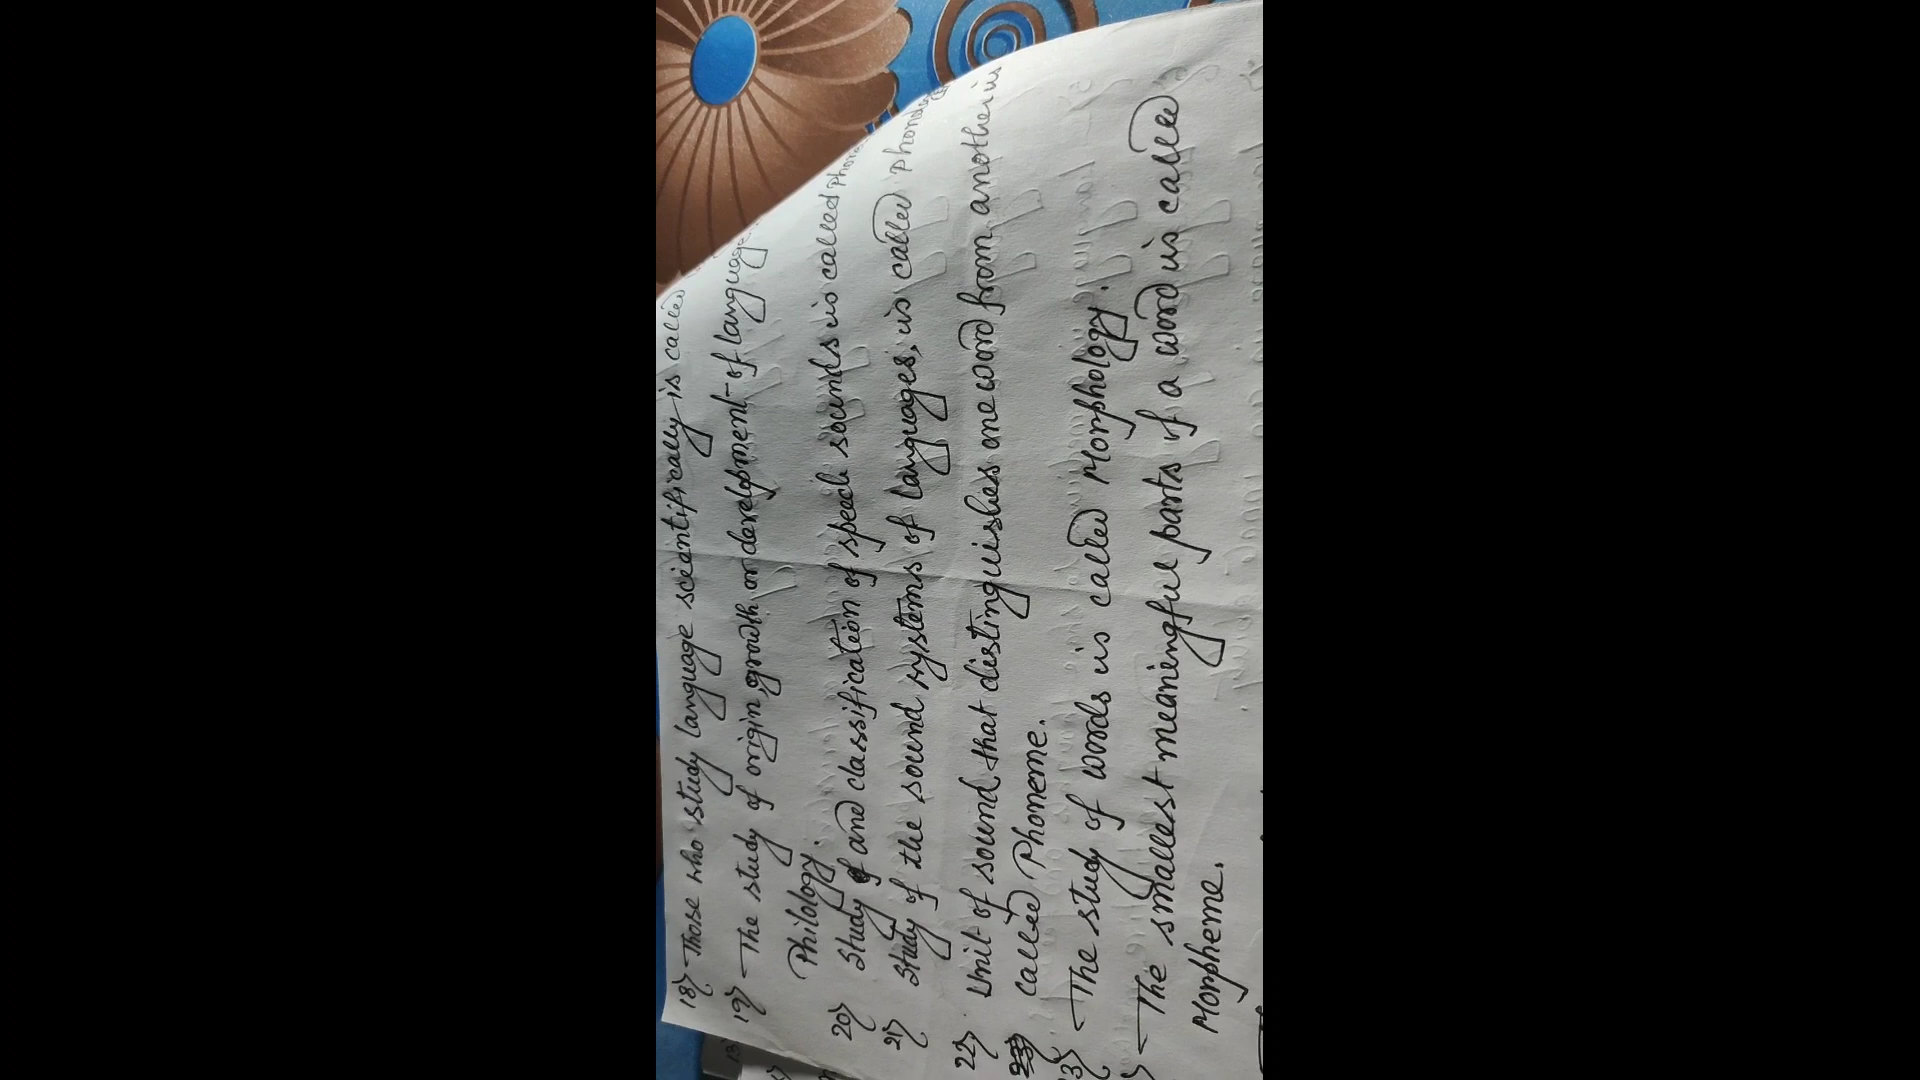 18) Those who study language scientifically is called
19) The study of origin, growth or development of language
Philology.
20) Study of and classification of speech sounds is called
21) Study of the sound systems of languages, is called
22) Unit of sound that distinguishes one word from another is
called Phoneme.
3) The study of words is called Morphology.
The smallest meaningful parts of a word is called
Morpheme.